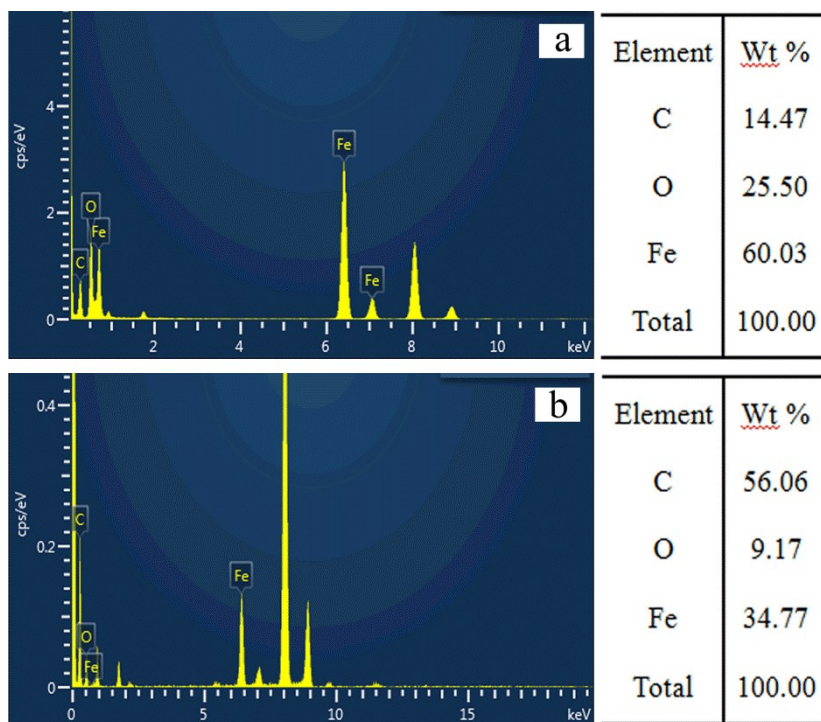 a
cps/eV
4
2
0
C
O
Fe
Fe
Fe
2 4 6 8 10 keV
Element Wt %
C 14.47
O 25.50
Fe 60.03
Total 100.00
b
cps/eV
0.4
0.2
0
C
O
Fe
Fe
0 5 10 15 keV
Element Wt %
C 56.06
O 9.17
Fe 34.77
Total 100.00